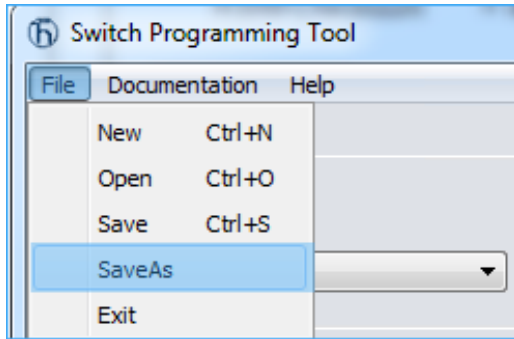 Switch Programming Tool
File Documentation Help
New Ctrl+N
Open Ctrl+O
Save Ctrl+S
SaveAs
Exit